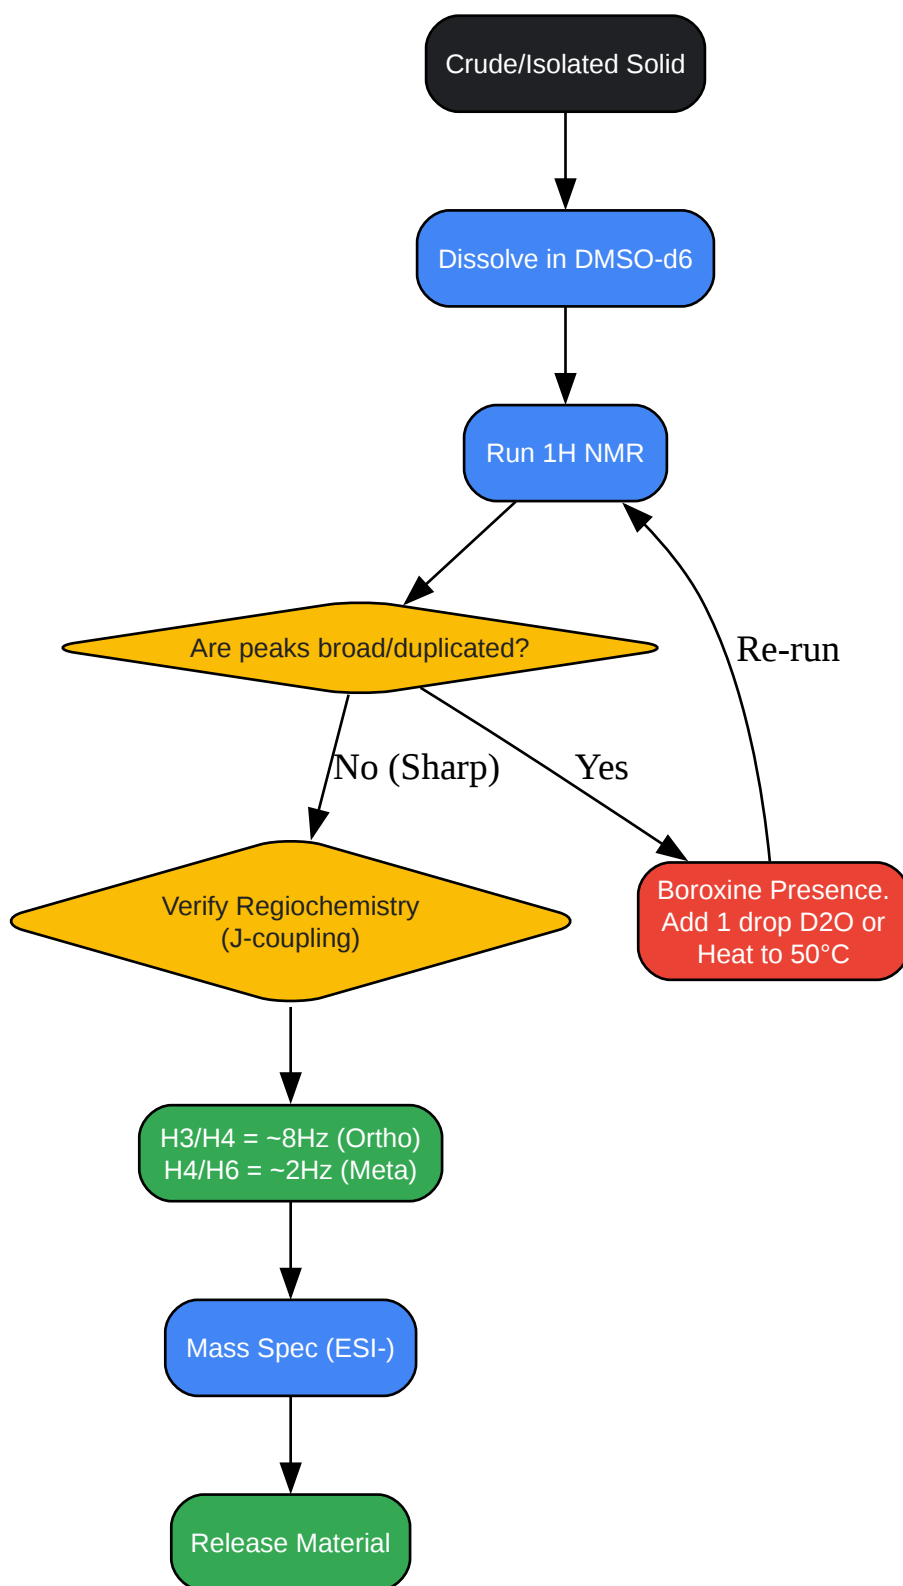 Crude/Isolated Solid
Dissolve in DMSO-d6
Run 1H NMR
Are peaks broad/duplicated?
Re-run
No (Sharp)
Yes
Verify Regiochemistry
(J-coupling)
Boroxine Presence.
Add 1 drop D2O or
Heat to 50°C
H3/H4 = ~8Hz (Ortho)
H4/H6 = ~2Hz (Meta)
Mass Spec (ESI-)
Release Material